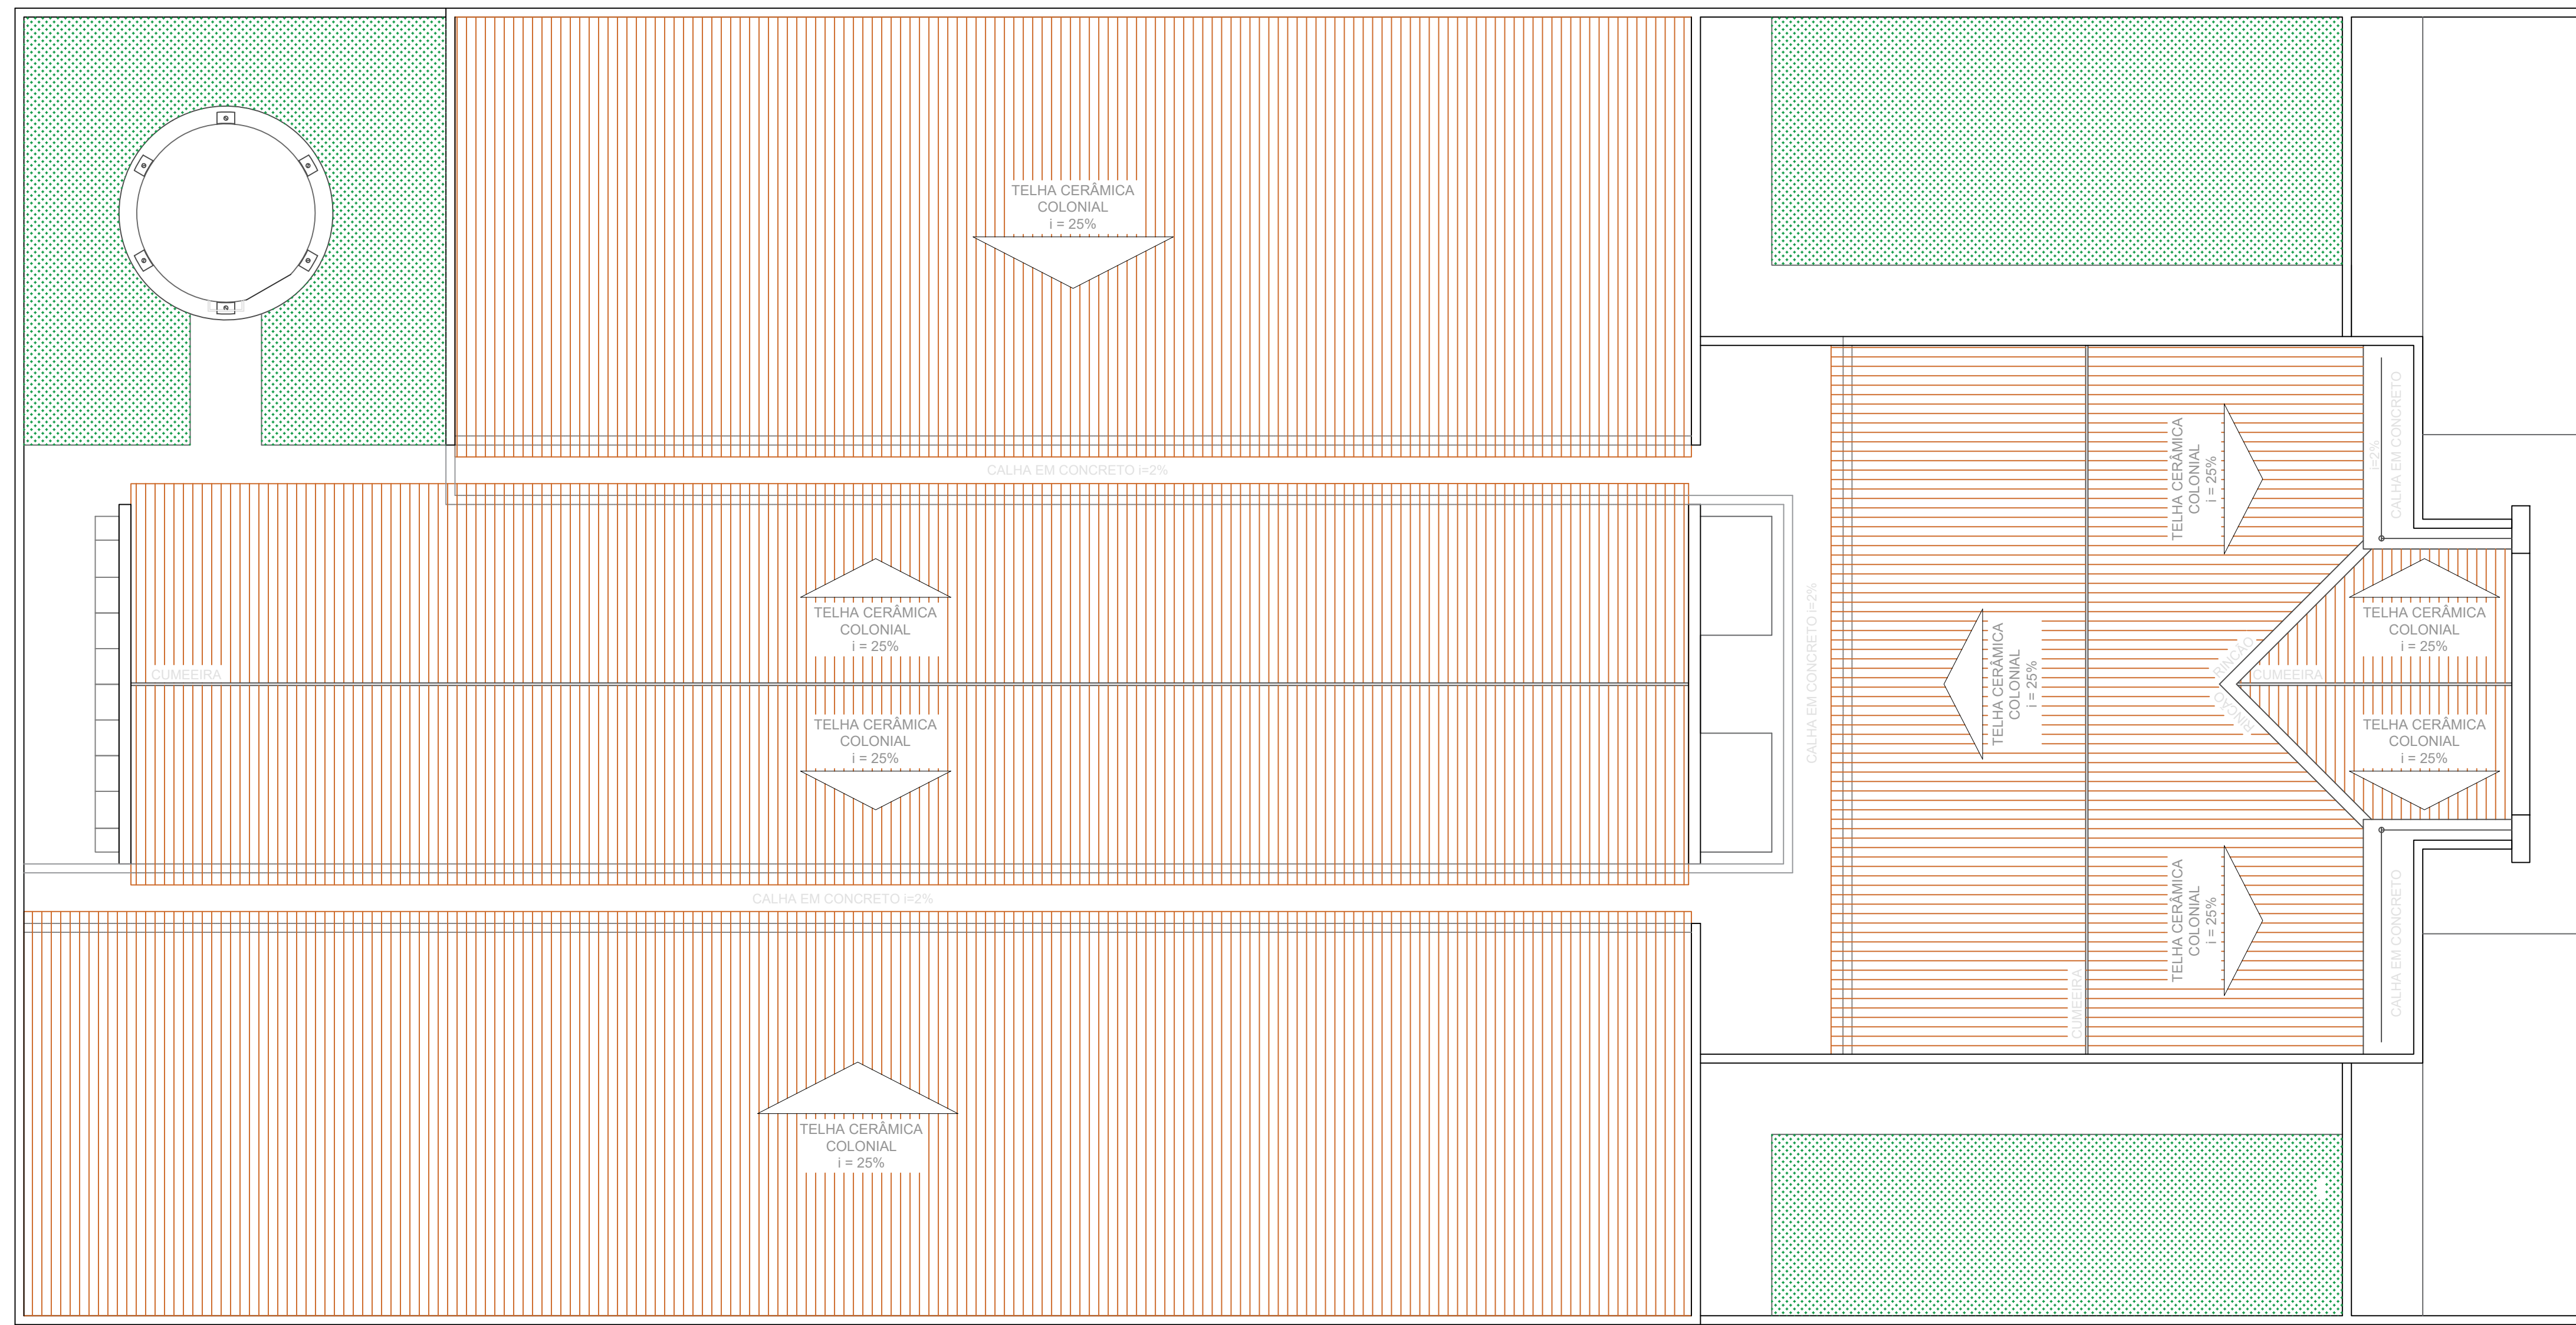 TELHA CERÂMICA
COLONIAL
i = 25%
CALHA EM CONCRETO i=2%
TELHA CERÂMICA
COLONIAL
i = 25%
CUMEEIRA
TELHA CERÂMICA
COLONIAL
i = 25%
CALHA EM CONCRETO i=2%
TELHA CERÂMICA
COLONIAL
i = 25%
CALHA EM CONCRETO i=2%
TELHA CERÂMICA
COLONIAL
i = 25%
CUMEEIRA
TELHA CERÂMICA
COLONIAL
i = 25%
i=2%
CALHA EM CONCRETO
RINCÃO
RINCÃO
TELHA CERÂMICA
COLONIAL
i = 25%
CUMEEIRA
TELHA CERÂMICA
COLONIAL
i = 25%
TELHA CERÂMICA
COLONIAL
i = 25%
CALHA EM CONCRETO